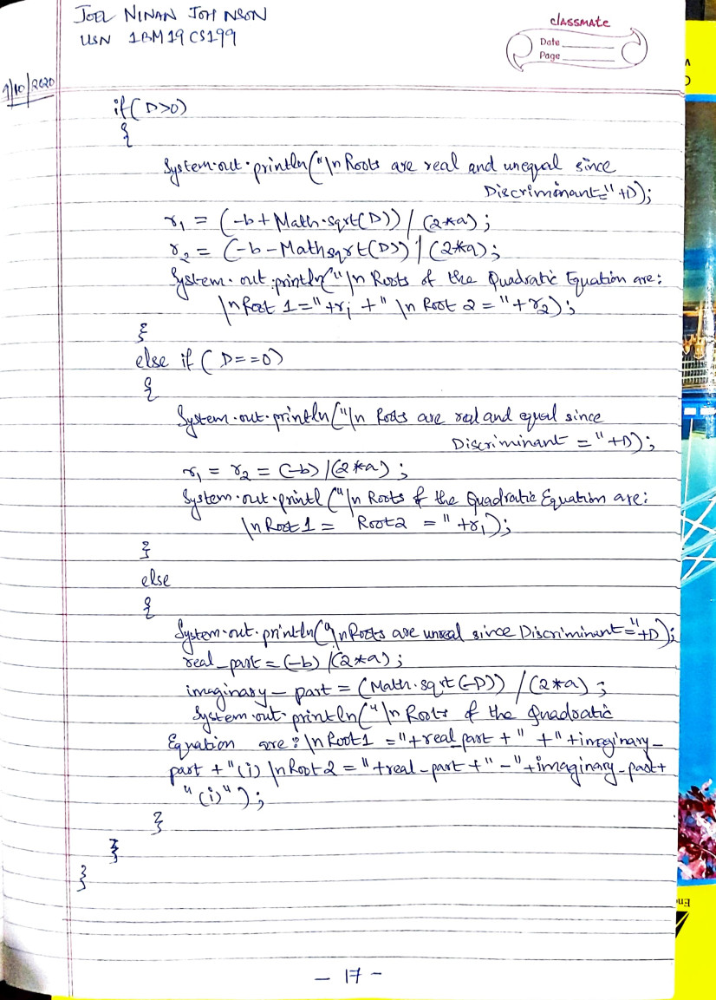 JOEL NINAN JOHNSON
USN 1BM19CS199
classmate
Date
Page
1/10/2020
if(D>0)
{
System.out.println("\n Roots are real and unequal since
Discriminant="+D);
r₁ = (-b+Math.sqrt(D))/(2*a);
r₂ = (-b-Mathsqrt(D))/(2*a);
System.out.println("\n Roots of the Quadratic Equation are:
\n Root 1="+r₁+"\n Root 2="+r₂);
}
else if(D==0)
{
System.out.println("\n Roots are real and equal since
Discriminant = "+D);
r₁ = r₂ = (-b)/(2*a);
System.out.printl("\n Roots of the Quadratic Equation are:
\n Root 1 = Root2 = "+r₁);
}
else
{
System.out.println("\n Roots are unreal since Discriminant="+D);
real_part=(-b)/(2*a);
imaginary_part = (Math.sqrt(-D))/(2*a);
System.out.println("\n Roots of the Quadratic
Equation are: \n Root1 ="+real_part+" +"+imaginary_
part+"(i) \n Root2 = "+real_part+" -"+imaginary_part+
"(i)");
}
}
}
- 17 -